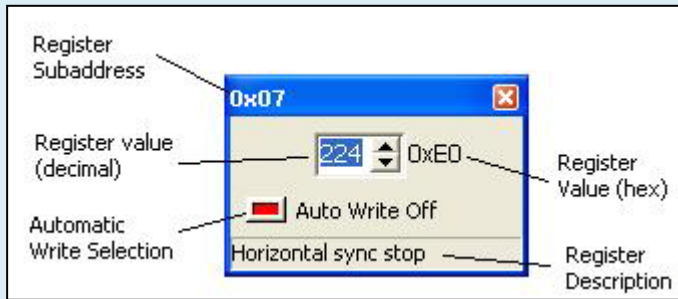 Register
Subaddress
0x07
Register value
(decimal)
224
0xE0
Register
Value (hex)
Automatic
Write Selection
Auto Write Off
Horizontal sync stop
Register
Description